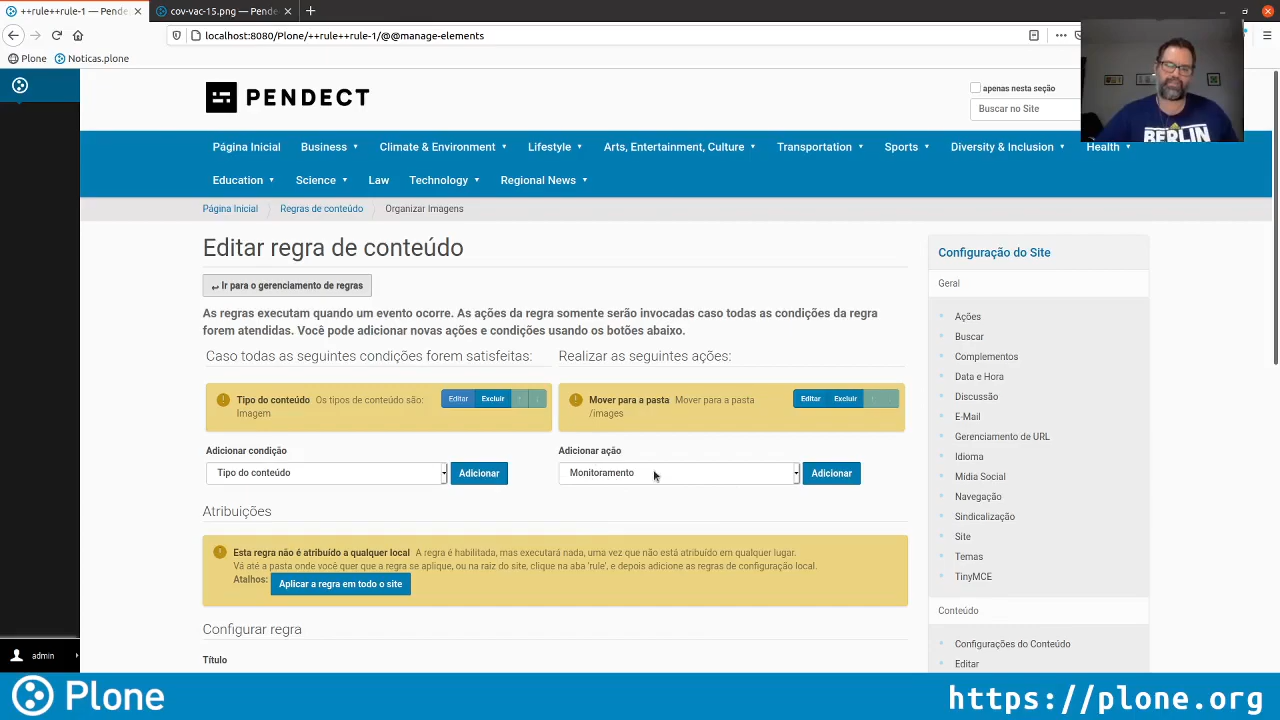 ++rule++rule-1 - Pende
cov-vac-15.png — PENDECT
localhost:8080/Plone/++rule++rule-1/@@manage-elements
Plone
Noticas.plone
PENDECT
apenas nesta seção
Buscar no Site
BERLIN
Página Inicial
Business
Climate & Environment
Lifestyle
Arts, Entertainment, Culture
Transportation
Sports
Diversity & Inclusion
Health
Education
Science
Law
Technology
Regional News
Página Inicial
Regras de conteúdo
Organizar Imagens
Editar regra de conteúdo
Ir para o gerenciamento de regras
As regras executam quando um evento ocorre. As ações da regra somente serão invocadas caso todas as condições da regra
forem atendidas. Você pode adicionar novas ações e condições usando os botões abaixo.
Caso todas as seguintes condições forem satisfeitas:
Realizar as seguintes ações:
Tipo do conteúdo Os tipos de conteúdo são:
Imagem
Editar
Excluir
Mover para a pasta Mover para a pasta
/images
Editar
Excluir
Adicionar condição
Tipo do conteúdo
Adicionar
Adicionar ação
Monitoramento
Adicionar
Atribuições
Esta regra não é atribuído a qualquer local A regra é habilitada, mas executará nada, uma vez que não está atribuído em qualquer lugar.
Vá até a pasta onde você quer que a regra se aplique, ou na raiz do site, clique na aba 'rule', e depois adicione as regras de configuração local.
Atalhos: Aplicar a regra em todo o site
Configurar regra
Título
Configuração do Site
Geral
Ações
Buscar
Complementos
Data e Hora
Discussão
E-Mail
Gerenciamento de URL
Idioma
Mídia Social
Navegação
Sindicalização
Site
Temas
TinyMCE
Conteúdo
Configurações do Conteúdo
Editar
admin
Plone
https://plone.org